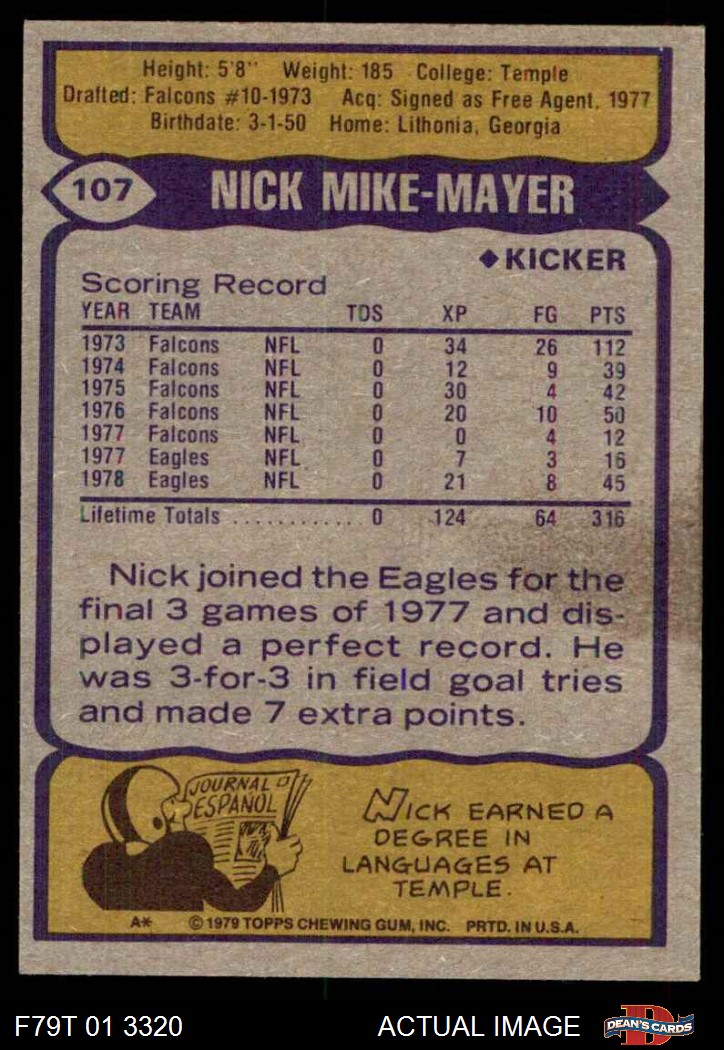 Height: 5'8" Weight: 185 College: Temple
Drafted: Falcons #10-1973 Acq: Signed as Free Agent, 1977
Birthdate: 3-1-50 Home: Lithonia, Georgia
107 NICK MIKE-MAYER
◆KICKER
Scoring Record
YEAR TEAM TDS XP FG PTS
1973 Falcons NFL 0 34 26 112
1974 Falcons NFL 0 12 9 39
1975 Falcons NFL 0 30 4 42
1976 Falcons NFL 0 20 10 50
1977 Falcons NFL 0 0 4 12
1977 Eagles NFL 0 7 3 16
1978 Eagles NFL 0 21 8 45
Lifetime Totals ............ 0 124 64 316
Nick joined the Eagles for the
final 3 games of 1977 and dis-
played a perfect record. He
was 3-for-3 in field goal tries
and made 7 extra points.
JOURNAL
ESPAÑOL
NICK EARNED A
DEGREE IN
LANGUAGES AT
TEMPLE.
A* © 1979 TOPPS CHEWING GUM, INC. PRTD. IN U.S.A.
F79T 01 3320 ACTUAL IMAGE D DEAN'S CARDS